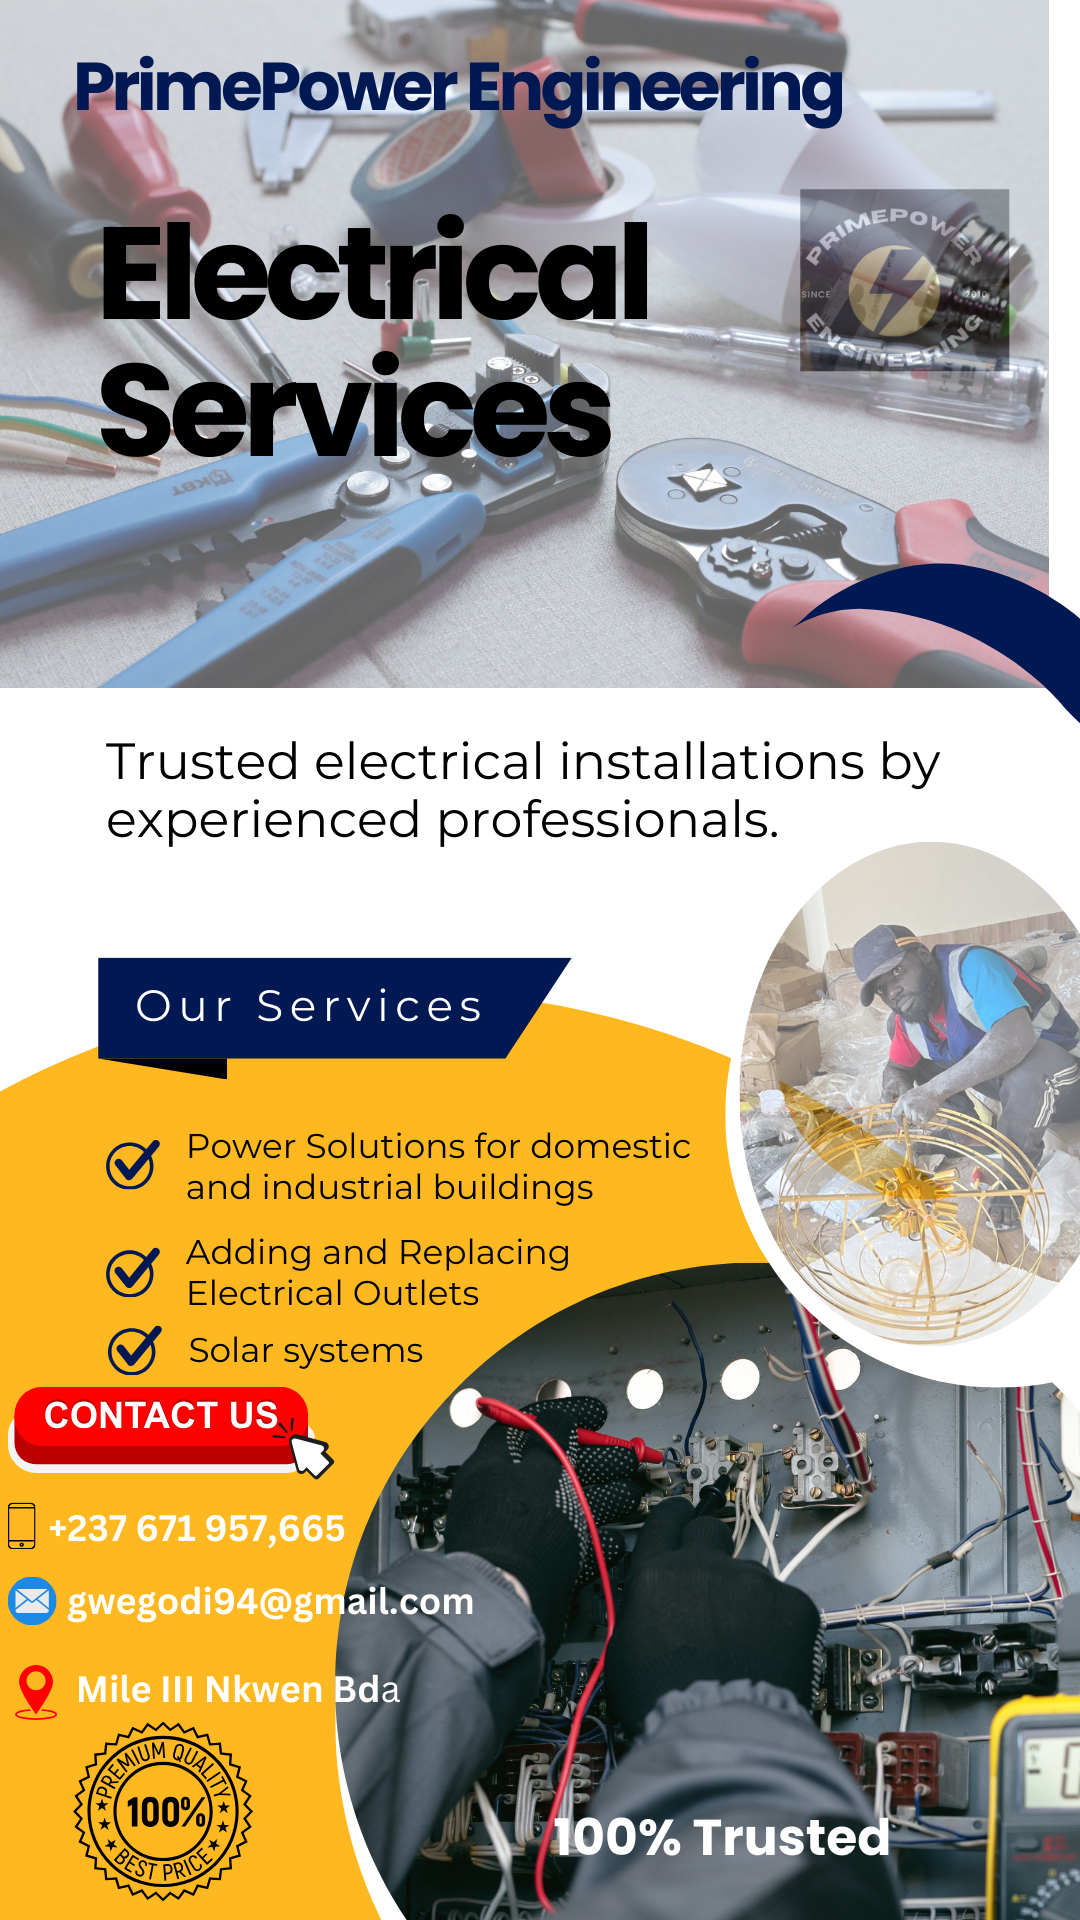 PrimePower Engineering
Electrical
Services
PRIMEPOWER
SINCE
2010
ENGINEERING
KBT
Trusted electrical installations by
experienced professionals.
Our Services
Power Solutions for domestic
and industrial buildings
Adding and Replacing
Electrical Outlets
Solar systems
CONTACT US
+237 671 957,665
gwegodi94@gmail.com
Mile III Nkwen Bda
PREMIUM QUALITY
100%
BEST PRICE
100% Trusted